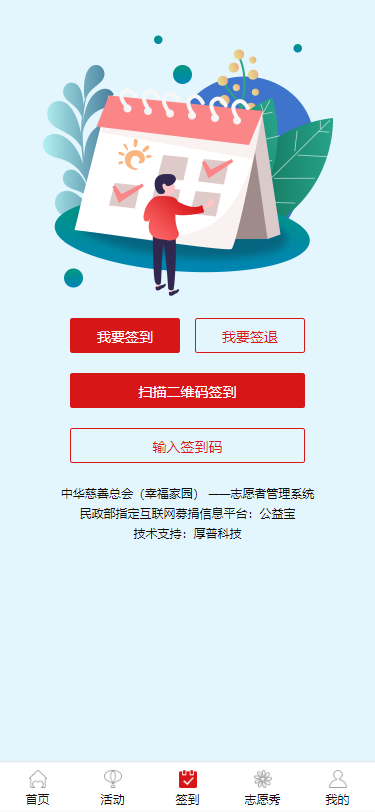 我要签到 我要签退
扫描二维码签到
输入签到码
中华慈善总会（幸福家园） ——志愿者管理系统
民政部指定互联网募捐信息平台：公益宝
技术支持：厚普科技
首页 活动 签到 志愿秀 我的